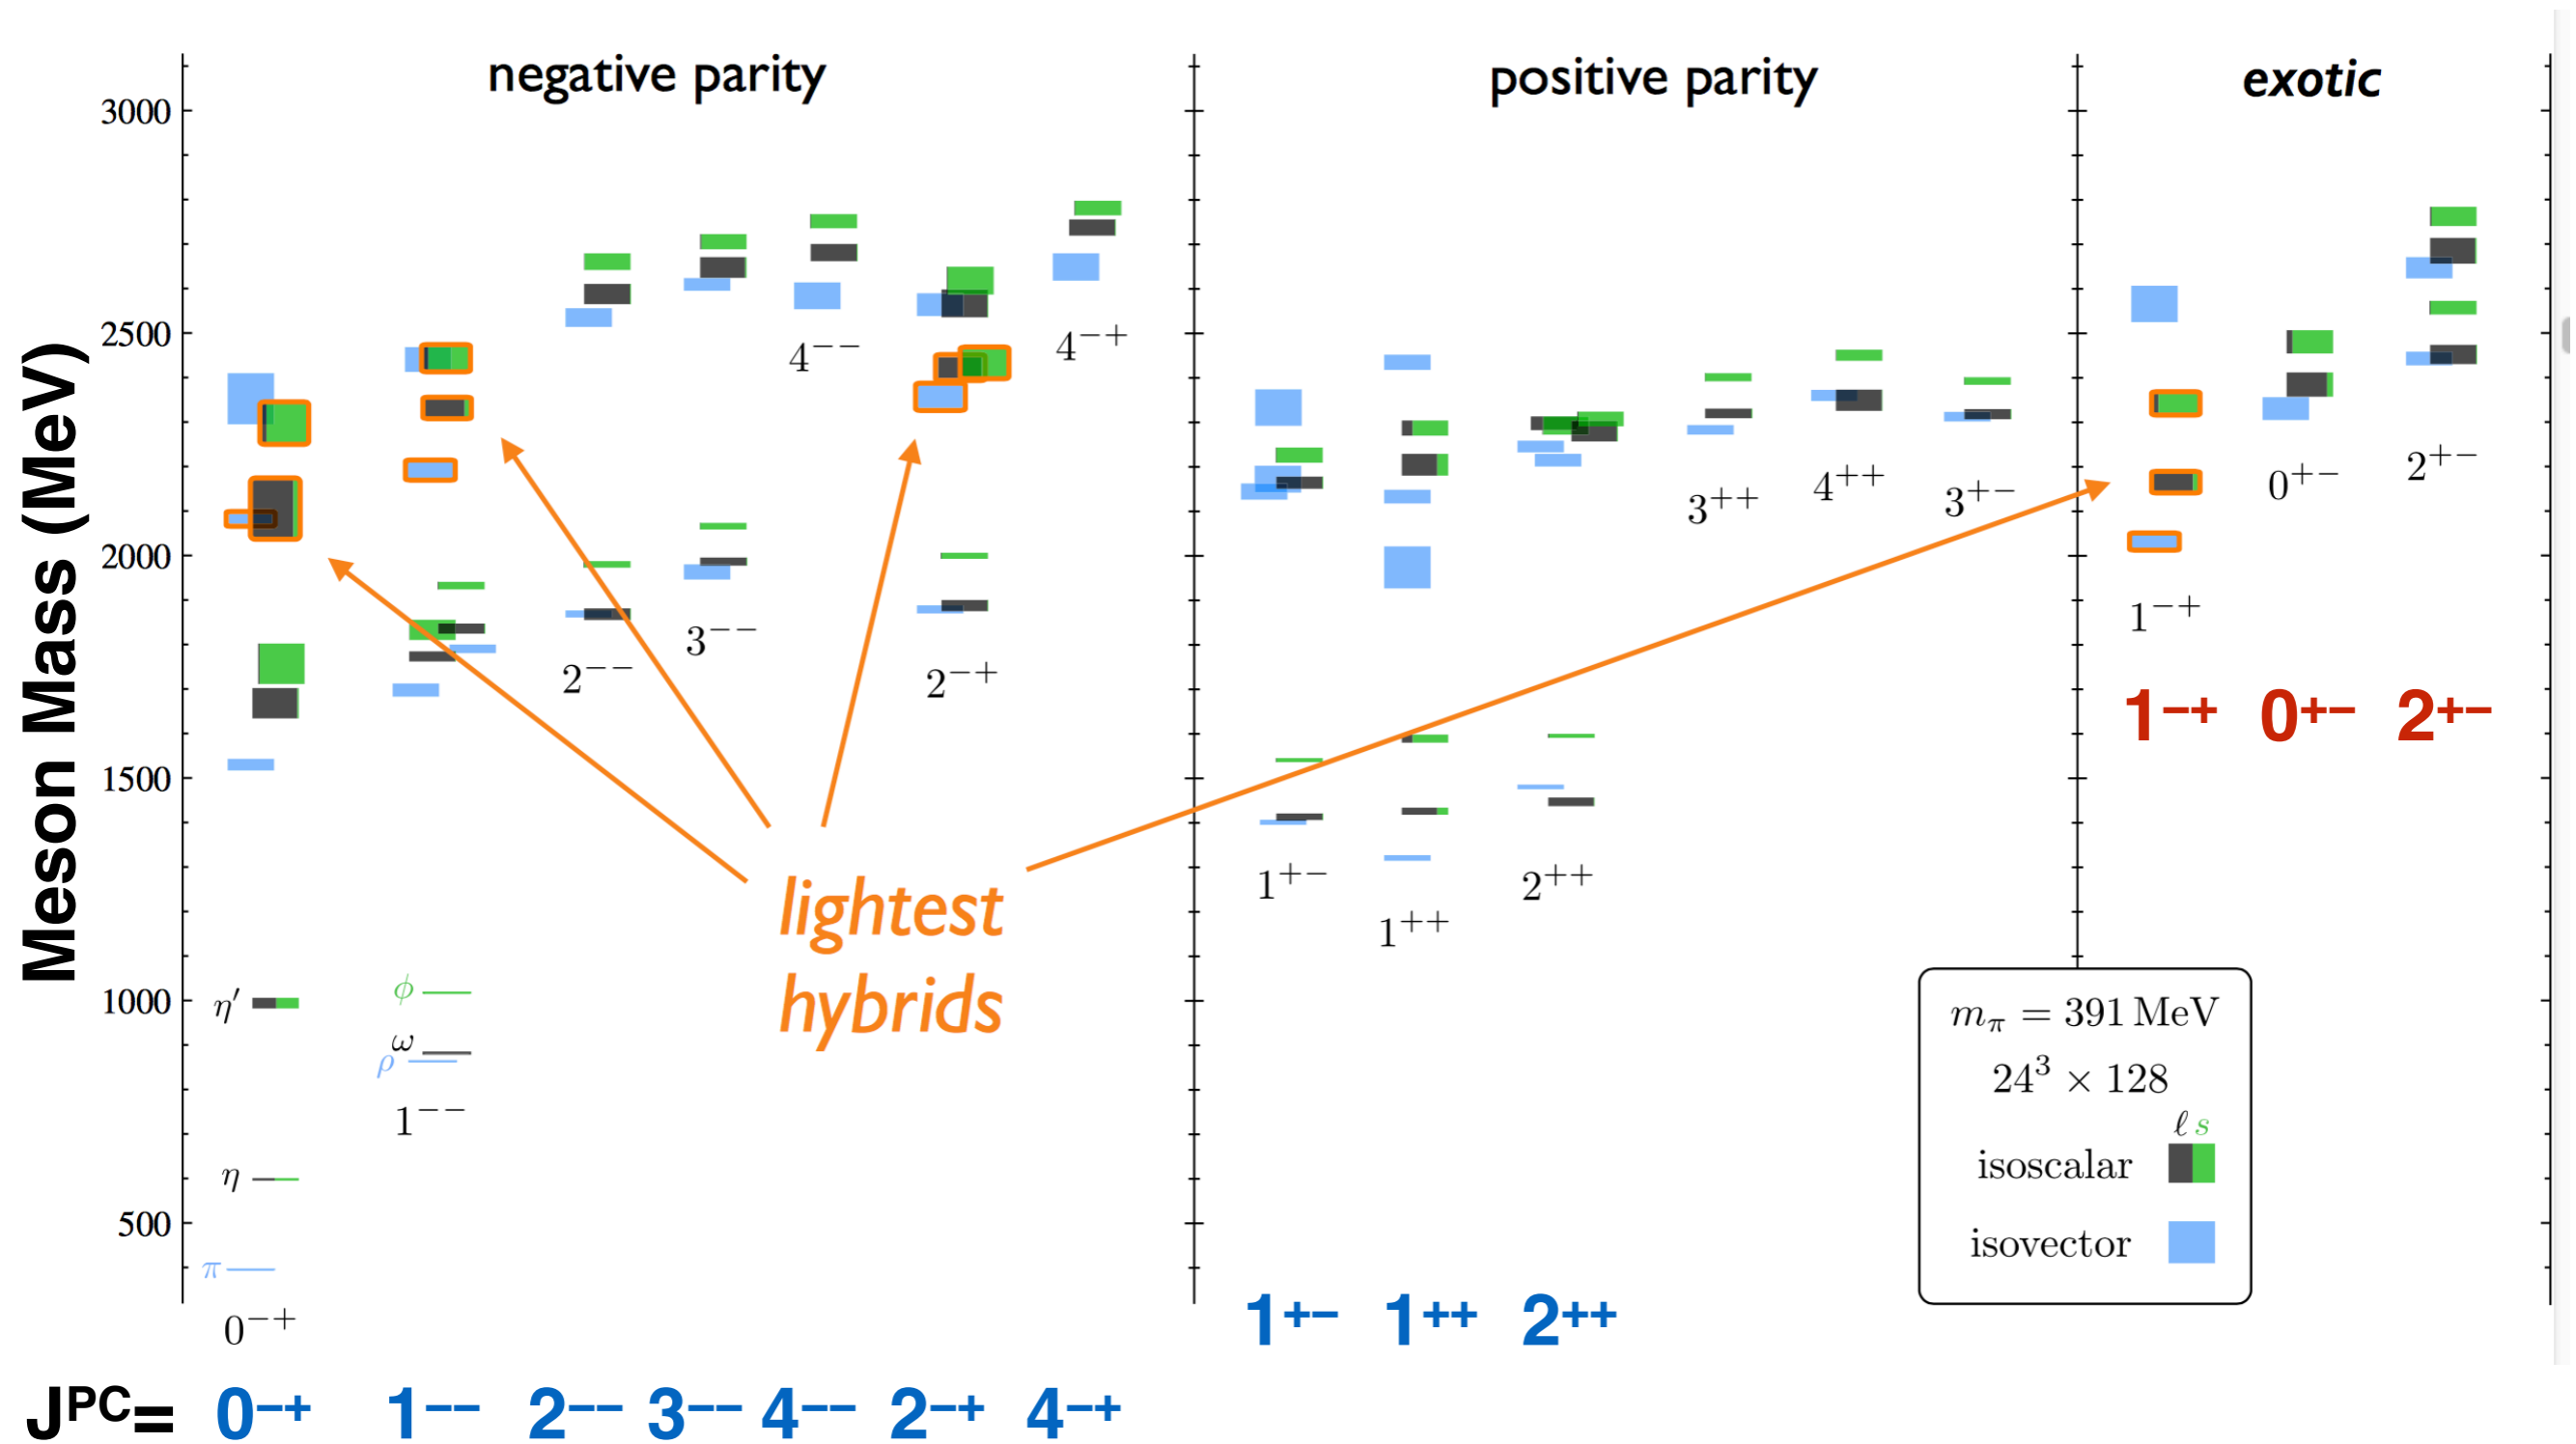 negative parity
positive parity
exotic
Meson Mass (MeV)
3000
2500
2000
1500
1000
500
4⁻⁻
4⁻⁺
3⁻⁻
2⁻⁻
2⁻⁺
3⁺⁺
4⁺⁺
3⁺⁻
0⁺⁻
2⁺⁻
1⁻⁺
1⁻⁺ 0⁺⁻ 2⁺⁻
1⁺⁻
1⁺⁺
2⁺⁺
lightest
hybrids
η′
ϕ
ω
ρ
1⁻⁻
η
π
0⁻⁺
mπ = 391 MeV
24³ × 128
ℓ s
isoscalar
isovector
1⁺⁻ 1⁺⁺ 2⁺⁺
Jᴾᶜ= 0⁻⁺ 1⁻⁻ 2⁻⁻ 3⁻⁻ 4⁻⁻ 2⁻⁺ 4⁻⁺